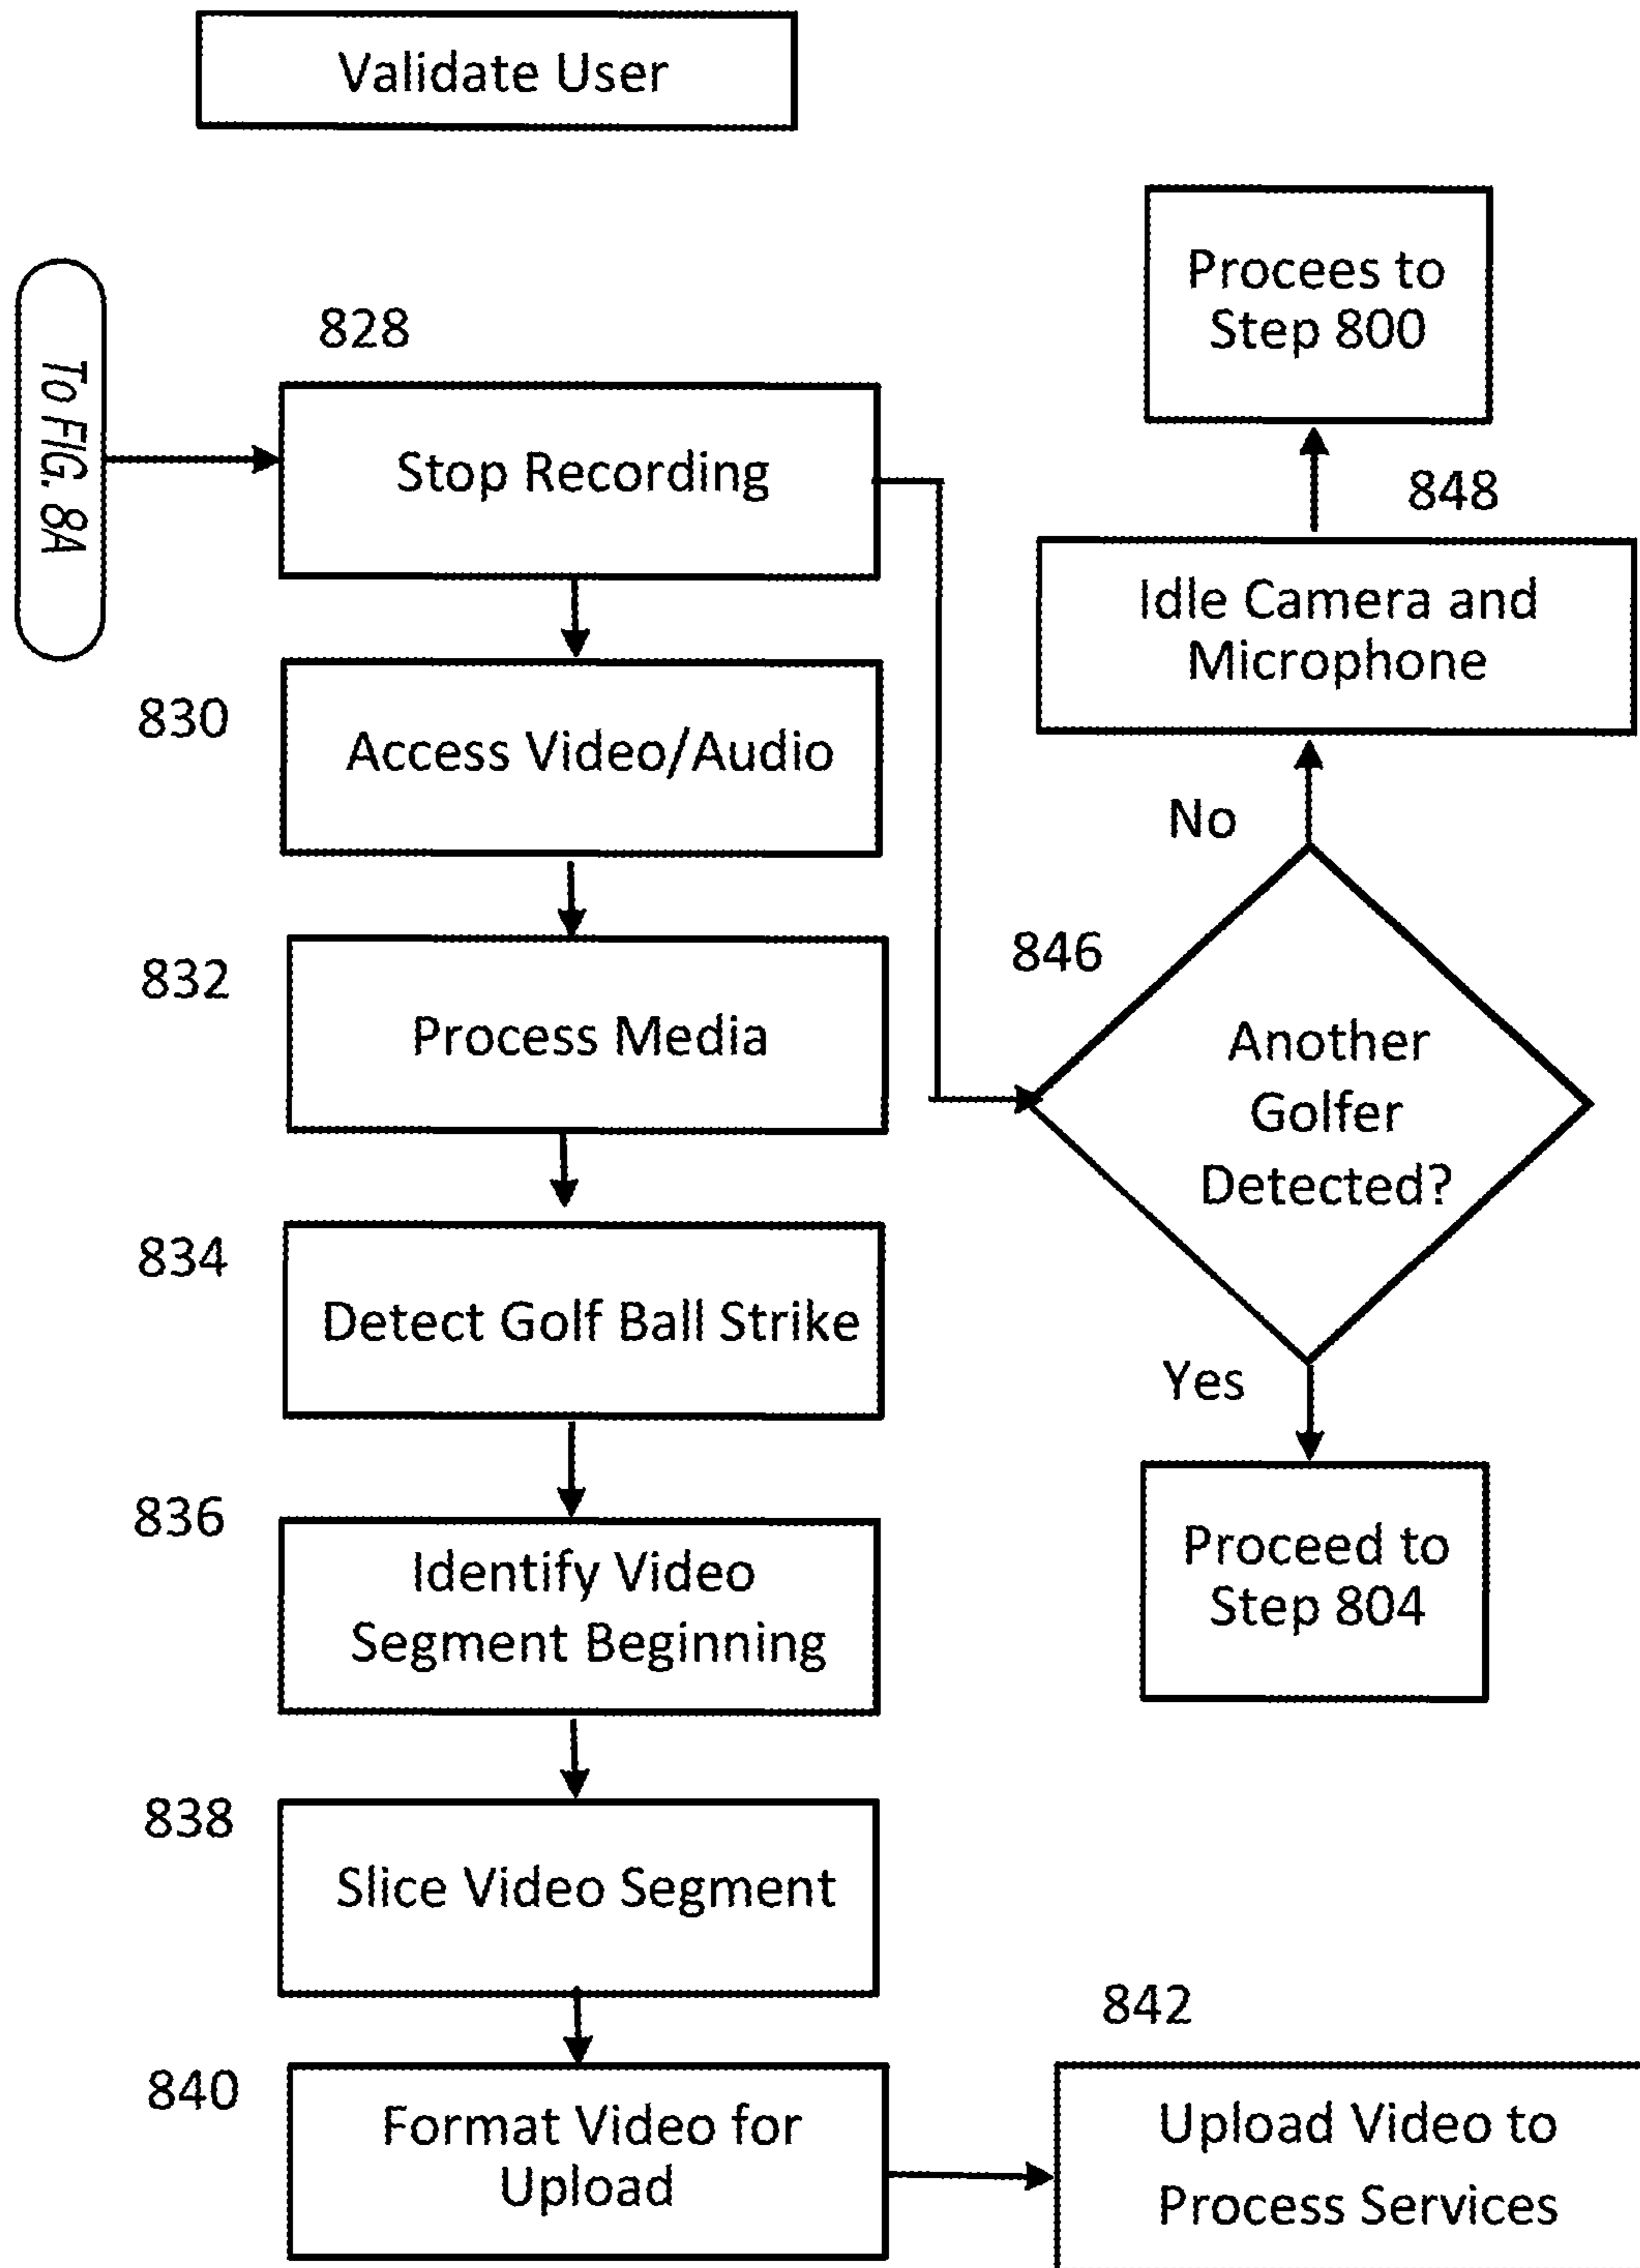 Validate User
To FIG. 8A
828
Stop Recording
830
Access Video/Audio
832
Process Media
834
Detect Golf Ball Strike
836
Identify Video
Segment Beginning
838
Slice Video Segment
840
Format Video for
Upload
842
Upload Video to
Process Services
846
Another
Golfer
Detected?
No
848
Idle Camera and
Microphone
Procees to
Step 800
Yes
Proceed to
Step 804